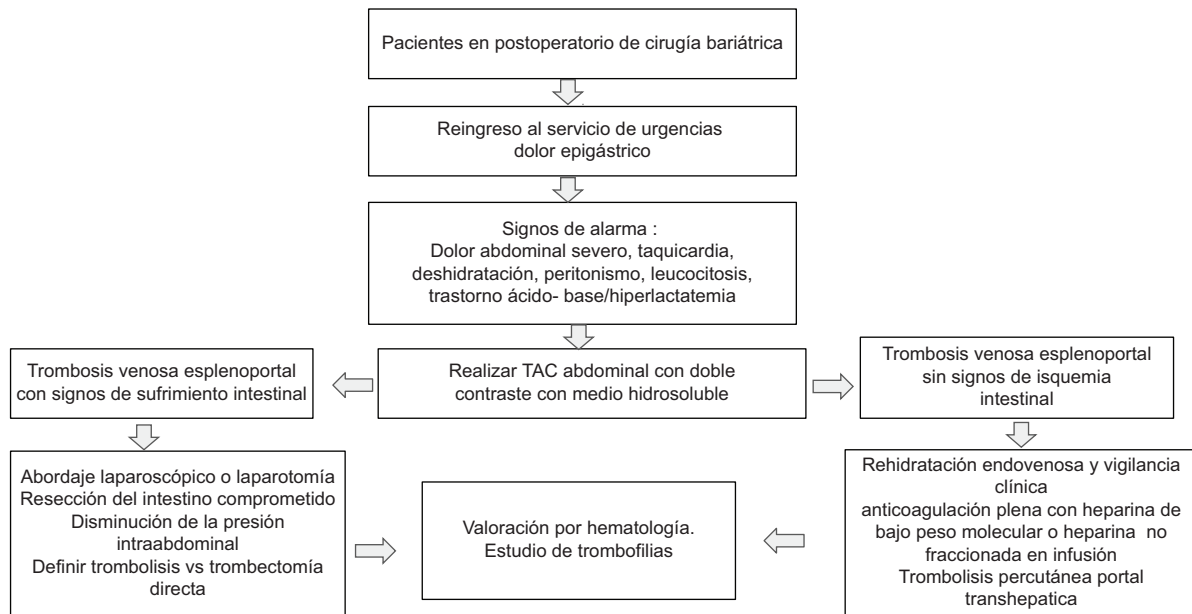 Pacientes en postoperatorio de cirugía bariátrica
Reingreso al servicio de urgencias
dolor epigástrico
Signos de alarma :
Dolor abdominal severo, taquicardia,
deshidratación, peritonismo, leucocitosis,
trastorno ácido- base/hiperlactatemia
Trombosis venosa esplenoportal
con signos de sufrimiento intestinal
Realizar TAC abdominal con doble
contraste con medio hidrosoluble
Trombosis venosa esplenoportal
sin signos de isquemia
intestinal
Abordaje laparoscópico o laparotomía
Resección del intestino comprometido
Disminución de la presión
intraabdominal
Definir trombolisis vs trombectomía
directa
Valoración por hematología.
Estudio de trombofilias
Rehidratación endovenosa y vigilancia
clínica
anticoagulación plena con heparina de
bajo peso molecular o heparina no
fraccionada en infusión
Trombolisis percutánea portal
transhepatica